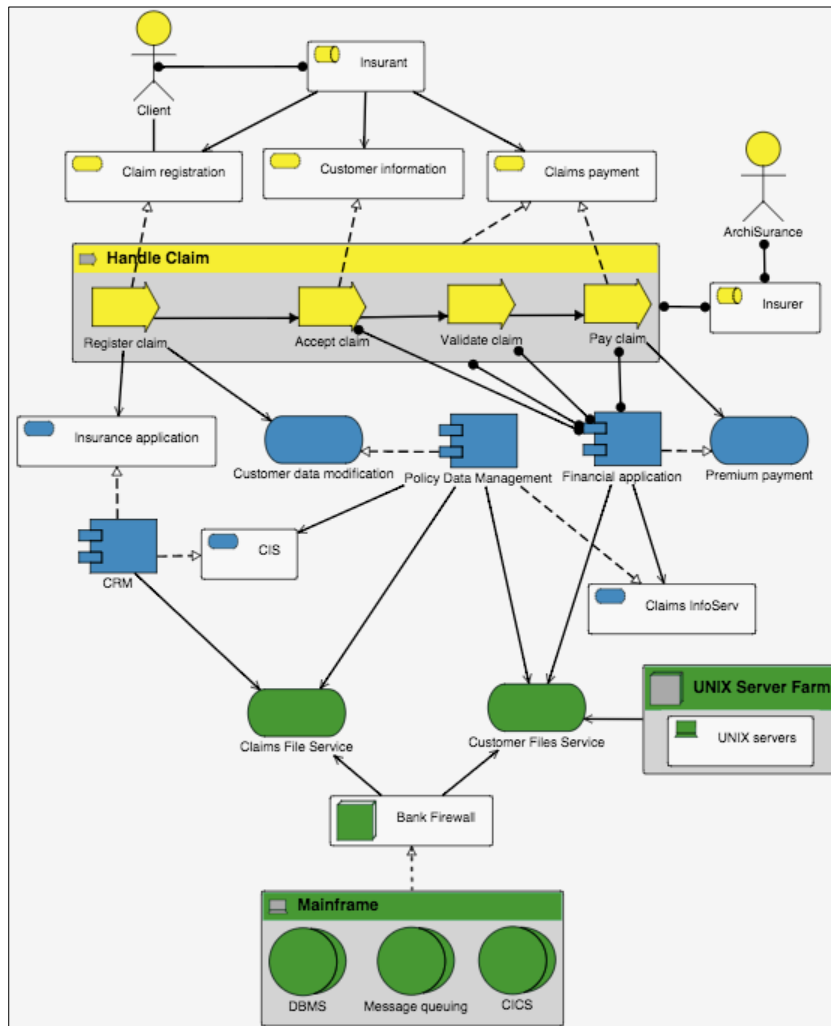 Insurant
Client
Claim registration
Customer information
Claims payment
ArchiSurance
Handle Claim
Insurer
Register claim
Accept claim
Validate claim
Pay claim
Insurance application
Customer data modification
Policy Data Management
Financial application
Premium payment
CIS
CRM
Claims InfoServ
UNIX Server Farm
UNIX servers
Claims File Service
Customer Files Service
Bank Firewall
Mainframe
DBMS
Message queuing
CICS